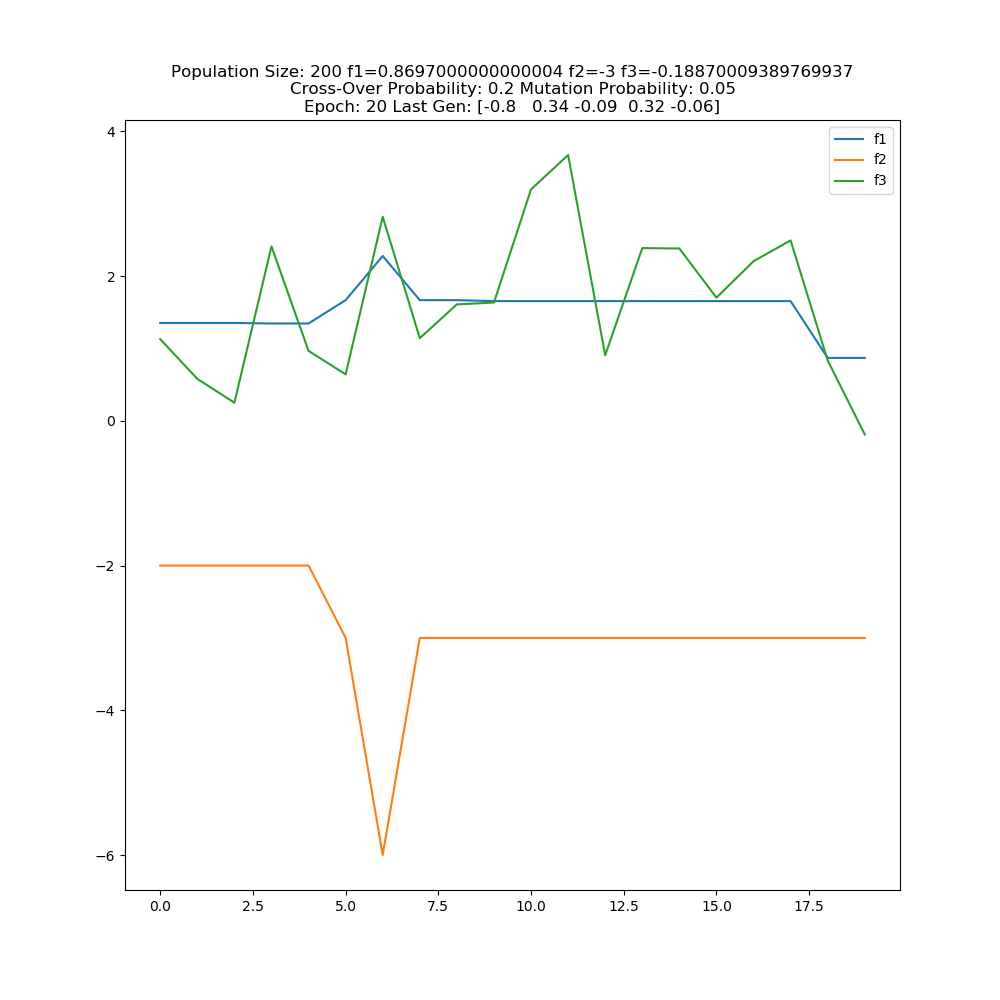 Population Size: 200 f1=0.8697000000000004 f2=-3 f3=-0.18870009389769937
Cross-Over Probability: 0.2 Mutation Probability: 0.05
Epoch: 20 Last Gen: [-0.8   0.34 -0.09  0.32 -0.06]
f1
f2
f3
4
2
0
−2
−4
−6
0.0 2.5 5.0 7.5 10.0 12.5 15.0 17.5